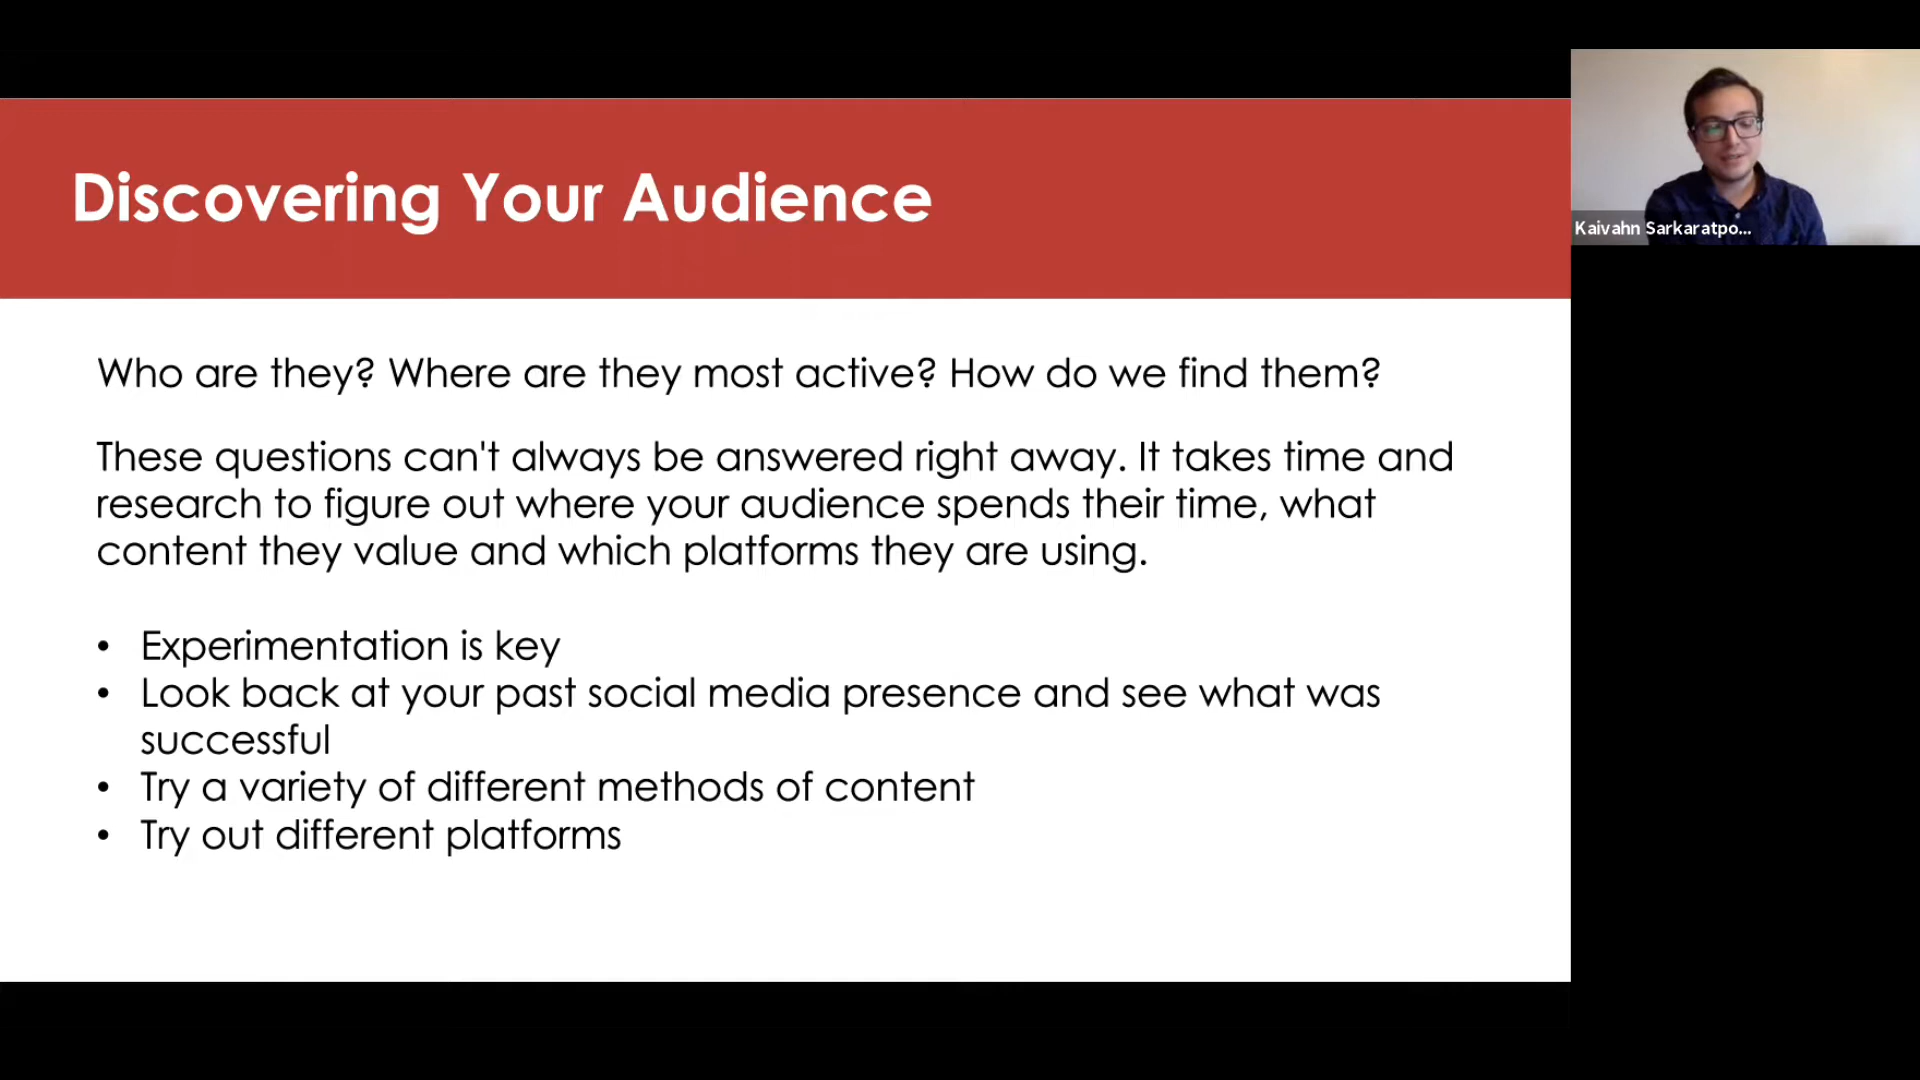 Discovering Your Audience
Kaivahn Sarkaratpo...
Who are they? Where are they most active? How do we find them?
These questions can't always be answered right away. It takes time and
research to figure out where your audience spends their time, what
content they value and which platforms they are using.
• Experimentation is key
• Look back at your past social media presence and see what was
successful
• Try a variety of different methods of content
• Try out different platforms